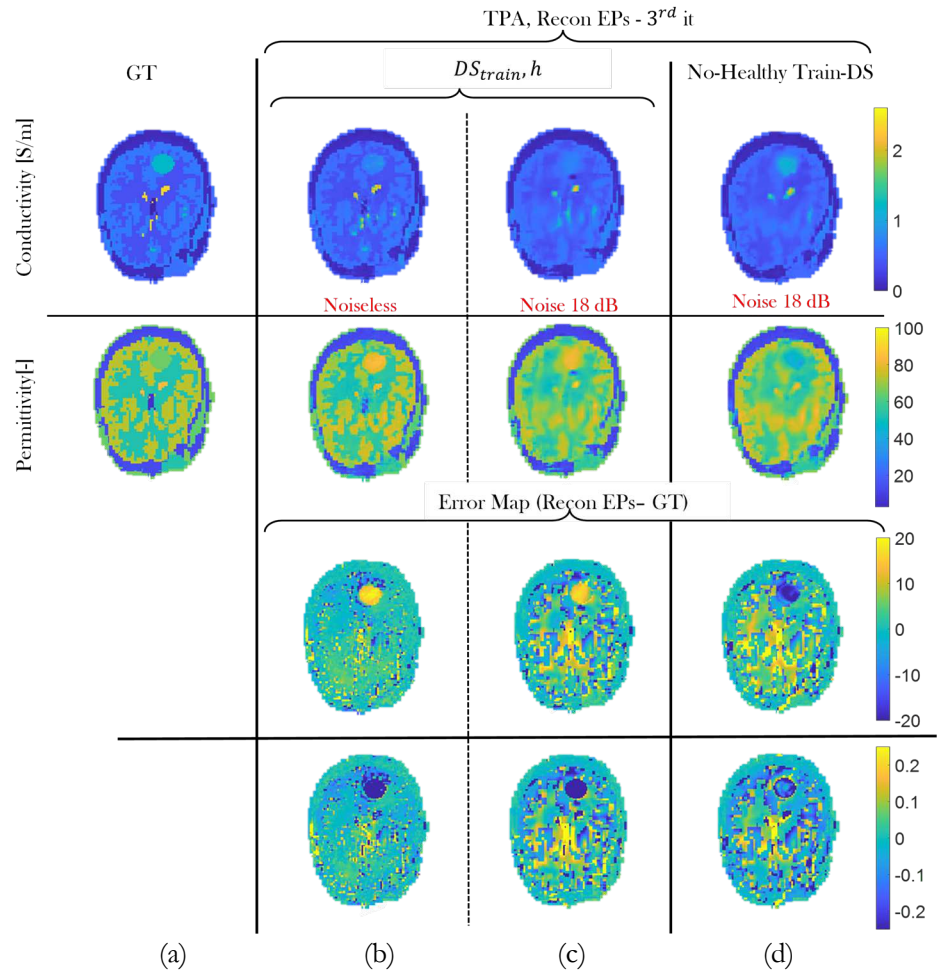 TPA, Recon EPs - 3rd it
GT
DStrain, h
No-Healthy Train-DS
Conductivity [S/m]
2
1
0
Noiseless
Noise 18 dB
Noise 18 dB
Permittivity[-]
100
80
60
40
20
Error Map (Recon EPs– GT)
20
10
0
-10
-20
0.2
0.1
0
-0.1
-0.2
(a)
(b)
(c)
(d)